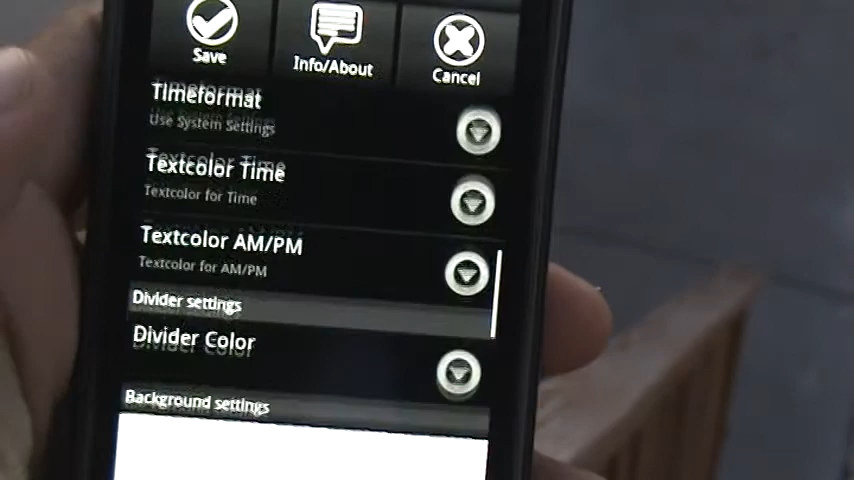 Save
Info/About
Cancel
Timeformat
Use System Settings
Textcolor Time
Textcolor for Time
Textcolor AM/PM
Textcolor for AM/PM
Divider settings
Divider Color
Background settings